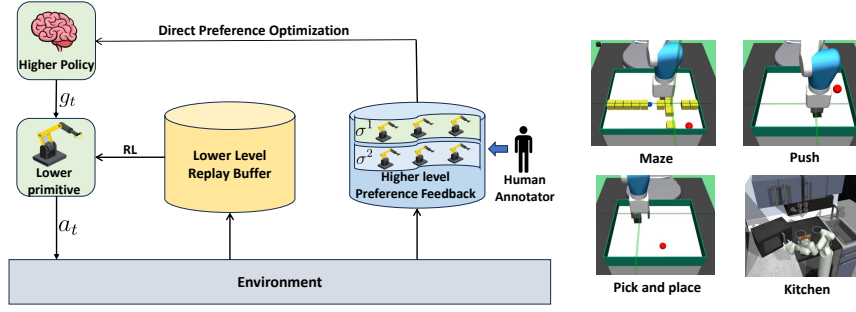 Direct Preference Optimization
Higher Policy
g_t
Lower
primitive
RL
Lower Level
Replay Buffer
σ^1
σ^2
Higher level
Preference Feedback
Human
Annotator
a_t
Environment
Maze
Push
Pick and place
Kitchen